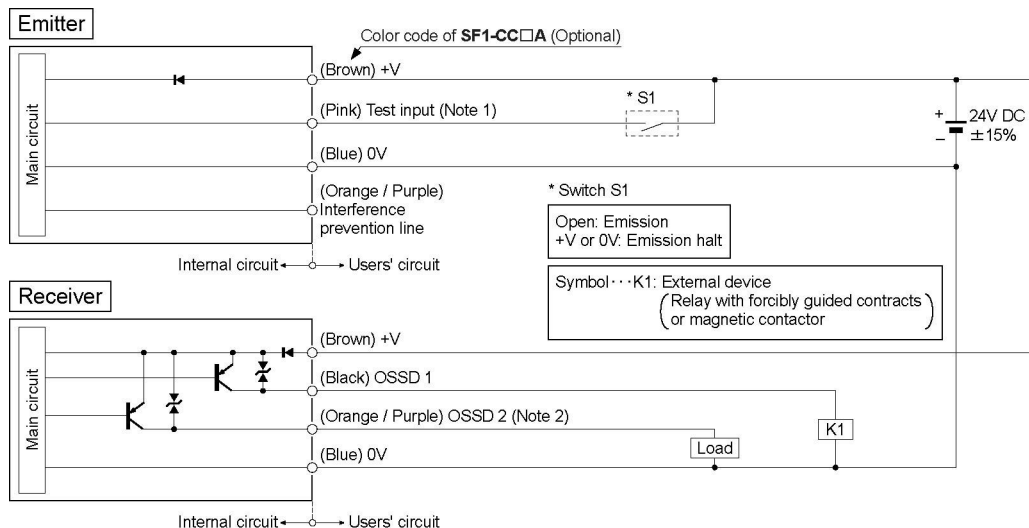 Emitter
Color code of SF1-CC□A (Optional)
Main circuit
(Brown) +V
(Pink) Test input (Note 1)
* S1
+
−
24V DC
±15%
(Blue) 0V
(Orange / Purple)
Interference
prevention line
* Switch S1
Open: Emission
+V or 0V: Emission halt
Internal circuit
Users' circuit
Symbol···K1: External device
(Relay with forcibly guided contracts
or magnetic contactor)
Receiver
Main circuit
(Brown) +V
(Black) OSSD 1
(Orange / Purple) OSSD 2 (Note 2)
K1
Load
(Blue) 0V
Internal circuit
Users' circuit